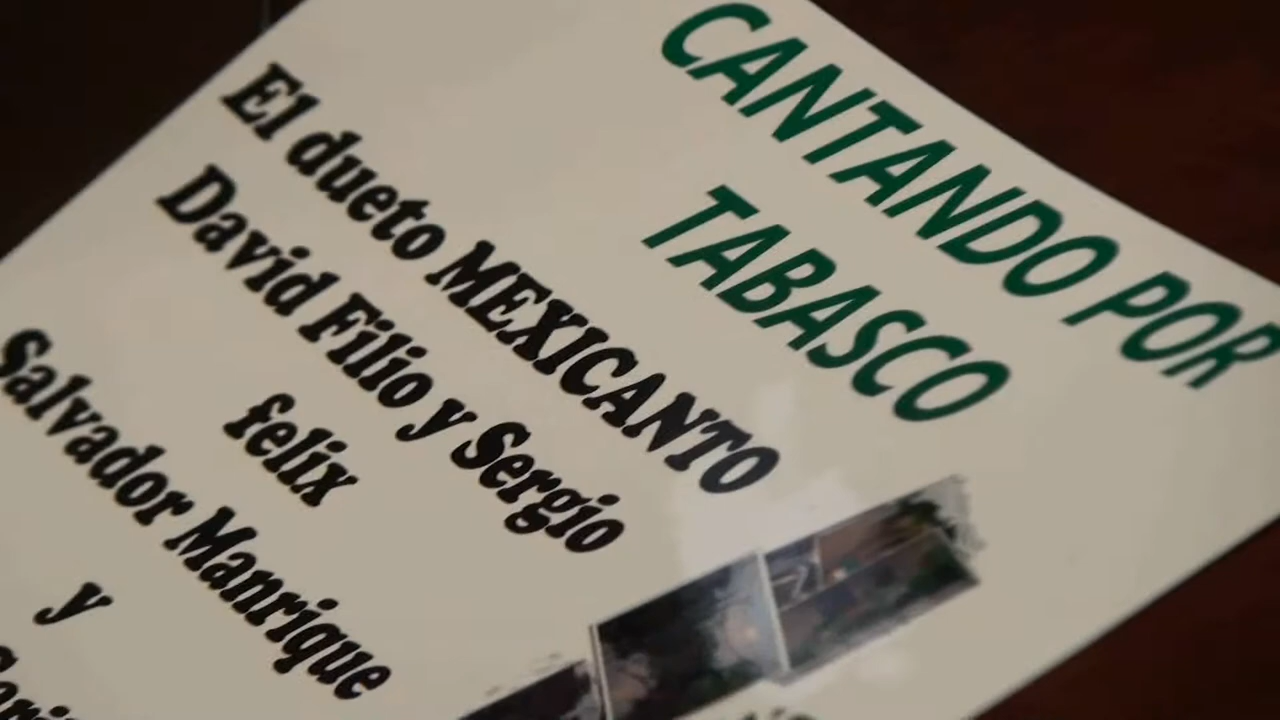 CANTANDO POR
TABASCO
El dueto MEXICANTO
David Filio y Sergio
felix
Salvador Manrique
y